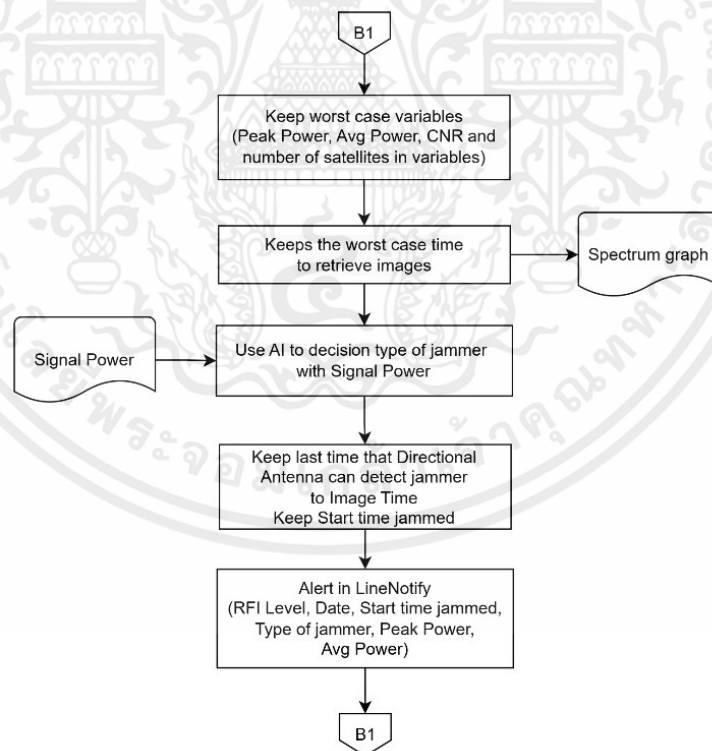 B1
Keep worst case variables
(Peak Power, Avg Power, CNR and
number of satellites in variables)
Keeps the worst case time
to retrieve images
Spectrum graph
Signal Power
Use AI to decision type of jammer
with Signal Power
Keep last time that Directional
Antenna can detect jammer
to Image Time
Keep Start time jammed
Alert in LineNotify
(RFI Level, Date, Start time jammed,
Type of jammer, Peak Power,
Avg Power)
B1